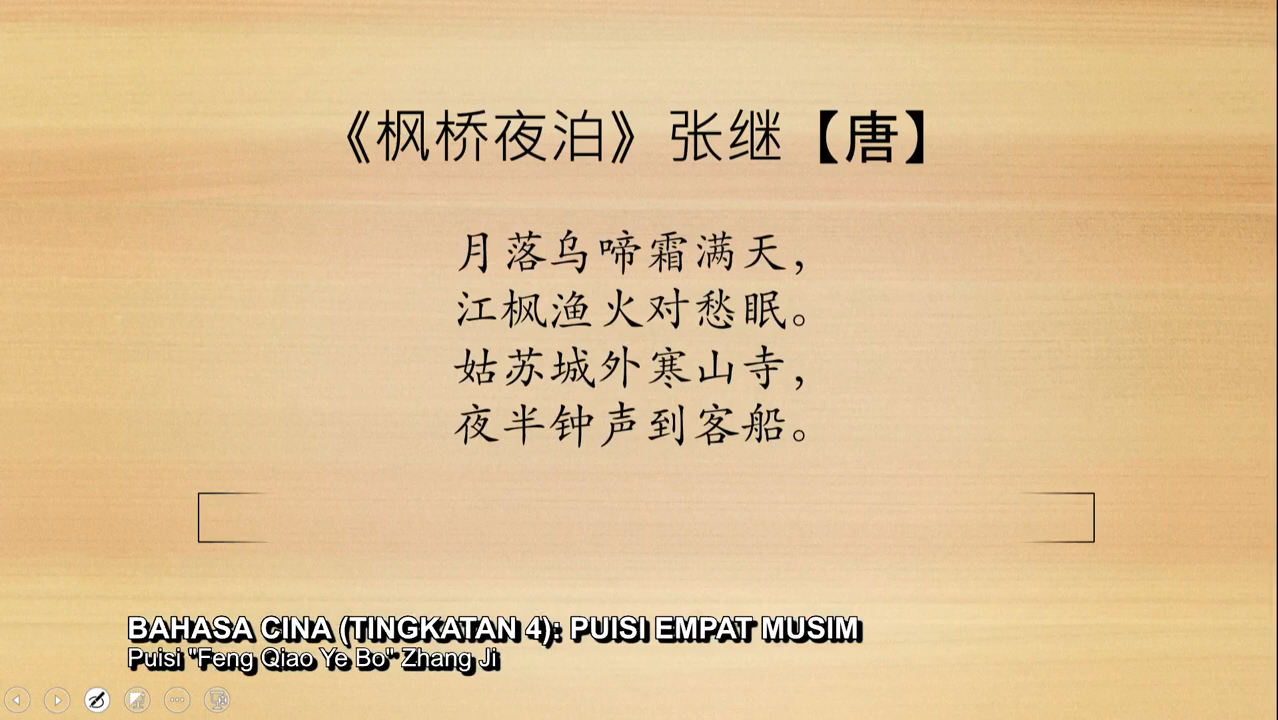 《枫桥夜泊》张继【唐】
月落乌啼霜满天，
江枫渔火对愁眠。
姑苏城外寒山寺，
夜半钟声到客船。
BAHASA CINA (TINGKATAN 4): PUISI EMPAT MUSIM
Puisi "Feng Qiao Ye Bo" Zhang Ji